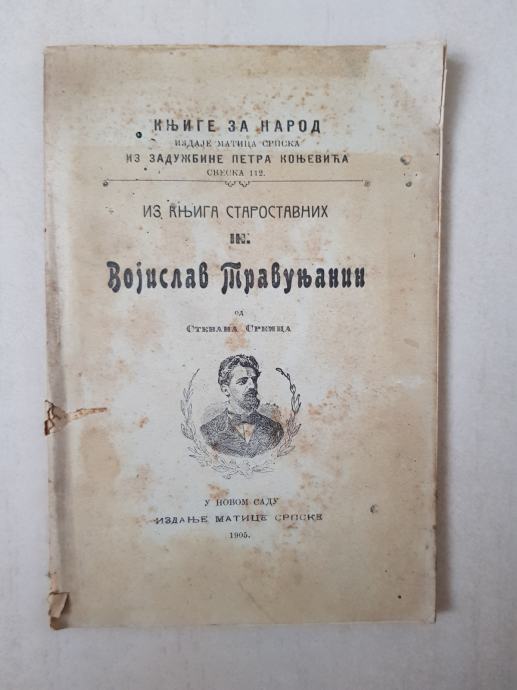 КЊИГЕ ЗА НАРОД
ИЗДАЈЕ МАТИЦА СРПСКА
ИЗ ЗАДУЖБИНЕ ПЕТРА КОЊЕВИЋА
СВЕСКА 112.
ИЗ КЊИГА СТАРОСТАВНИХ
Војислав Травуњанин
од
СТЕВАНА СРЕМЦА
У НОВОМ САДУ
ИЗДАЊЕ МАТИЦЕ СРПСКЕ
1905.